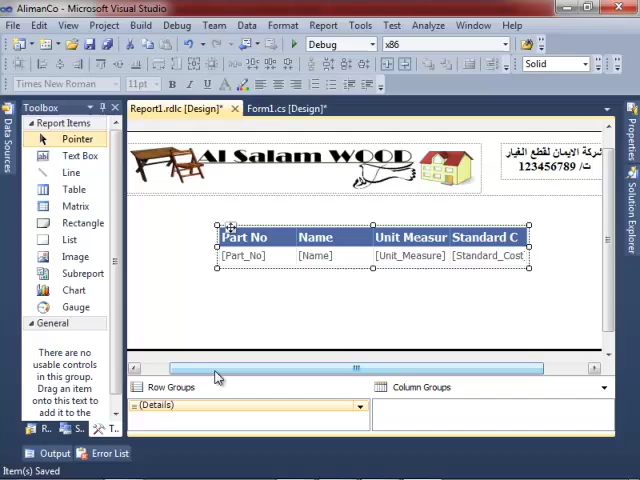 AlimanCo - Microsoft Visual Studio
File Edit View Project Build Debug Team Data Format Report Tools Test Analyze Window Help
Debug x86
Solid
Times New Roman 11pt B I U A
Toolbox
Report1.rdlc [Design]* Form1.cs [Design]*
Data Sources
Properties
Solution Explorer
Report Items
Pointer
Text Box
Line
Table
Matrix
Rectangle
List
Image
Subreport
Chart
Gauge
General
There are no
usable controls
in this group.
Drag an item
onto this text to
add it to the
Al Salam WOOD
شركة الايمان لقطع الغيار
ت/ 123456789
Part No Name Unit Measur Standard C
[Part_No] [Name] [Unit_Measure] [Standard_Cost
Row Groups Column Groups
(Details)
R... S... T...
Output Error List
Item(s) Saved